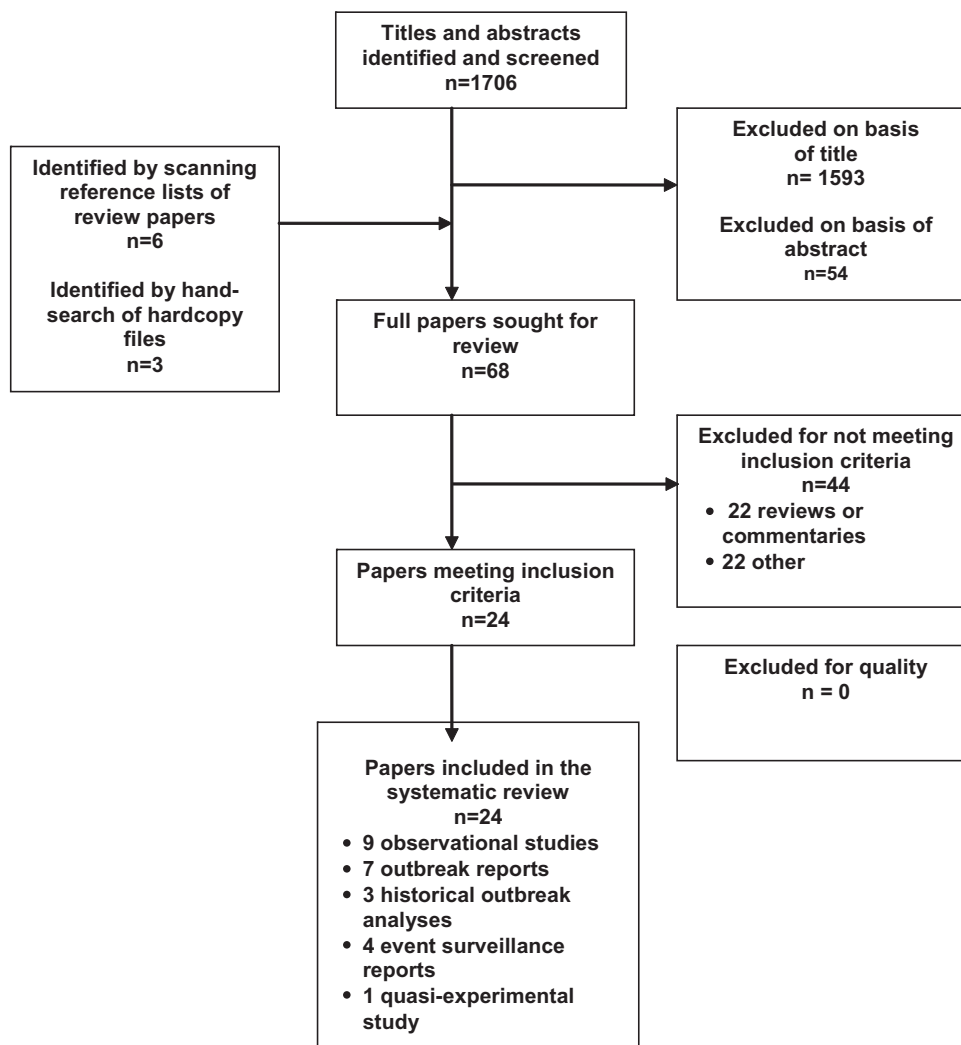 Titles and abstracts
identified and screened
n=1706
Excluded on basis
of title
n= 1593
Excluded on basis of
abstract
n=54
Identified by scanning
reference lists of
review papers
n=6
Identified by hand-
search of hardcopy
files
n=3
Full papers sought for
review
n=68
Excluded for not meeting
inclusion criteria
n=44
• 22 reviews or
commentaries
• 22 other
Papers meeting inclusion
criteria
n=24
Excluded for quality
n = 0
Papers included in the
systematic review
n=24
• 9 observational studies
• 7 outbreak reports
• 3 historical outbreak
analyses
• 4 event surveillance
reports
• 1 quasi-experimental
study